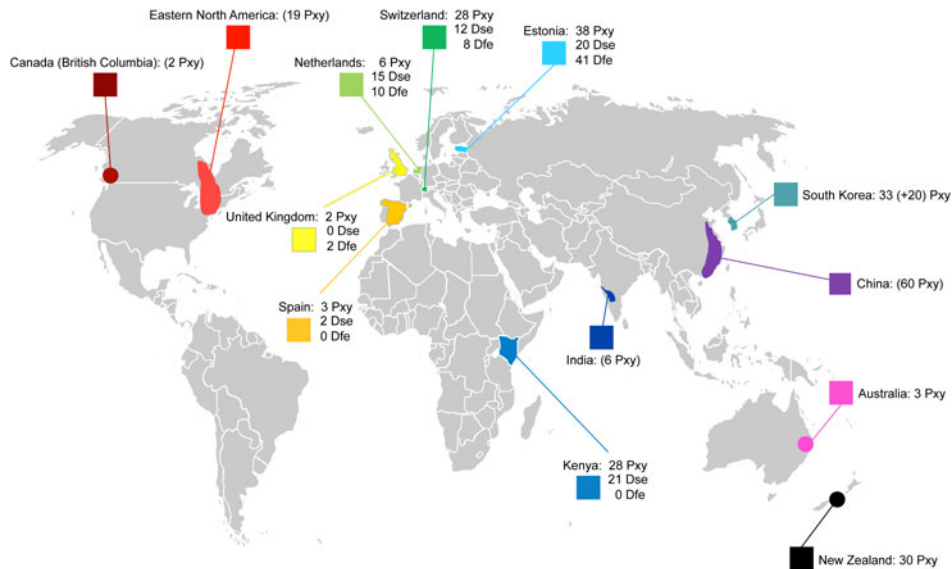 Eastern North America: (19 Pxy)
Canada (British Columbia): (2 Pxy)
Switzerland: 28 Pxy
12 Dse
8 Dfe
Netherlands: 6 Pxy
15 Dse
10 Dfe
Estonia: 38 Pxy
20 Dse
41 Dfe
United Kingdom: 2 Pxy
0 Dse
2 Dfe
Spain: 3 Pxy
2 Dse
0 Dfe
South Korea: 33 (+20) Pxy
China: (60 Pxy)
India: (6 Pxy)
Australia: 3 Pxy
Kenya: 28 Pxy
21 Dse
0 Dfe
New Zealand: 30 Pxy